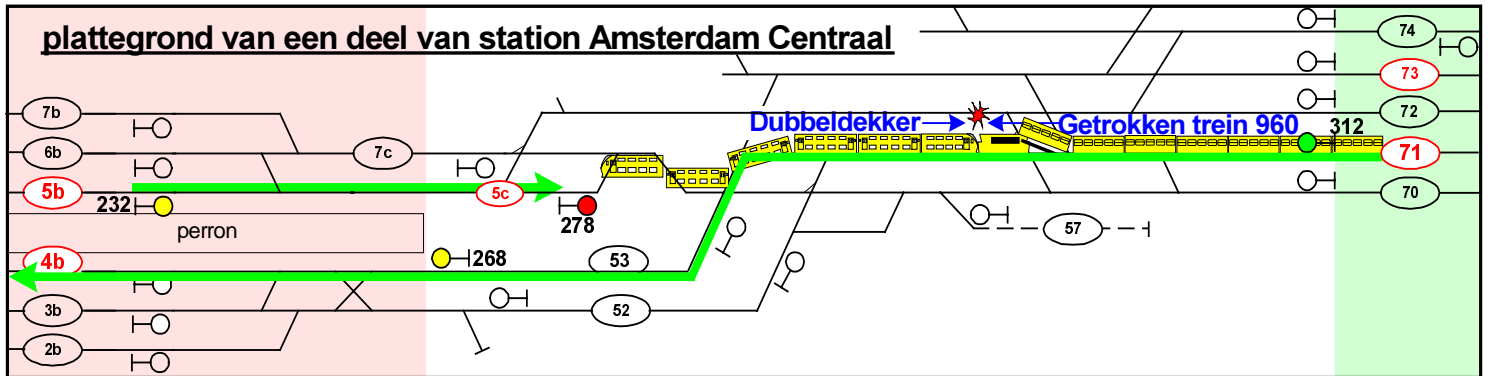 plattegrond van een deel van station Amsterdam Centraal
74
73
7b
72
Dubbeldekker
Getrokken trein 960
312
6b
7c
71
5b
5c
70
232
278
perron
57
4b
268
53
3b
52
2b